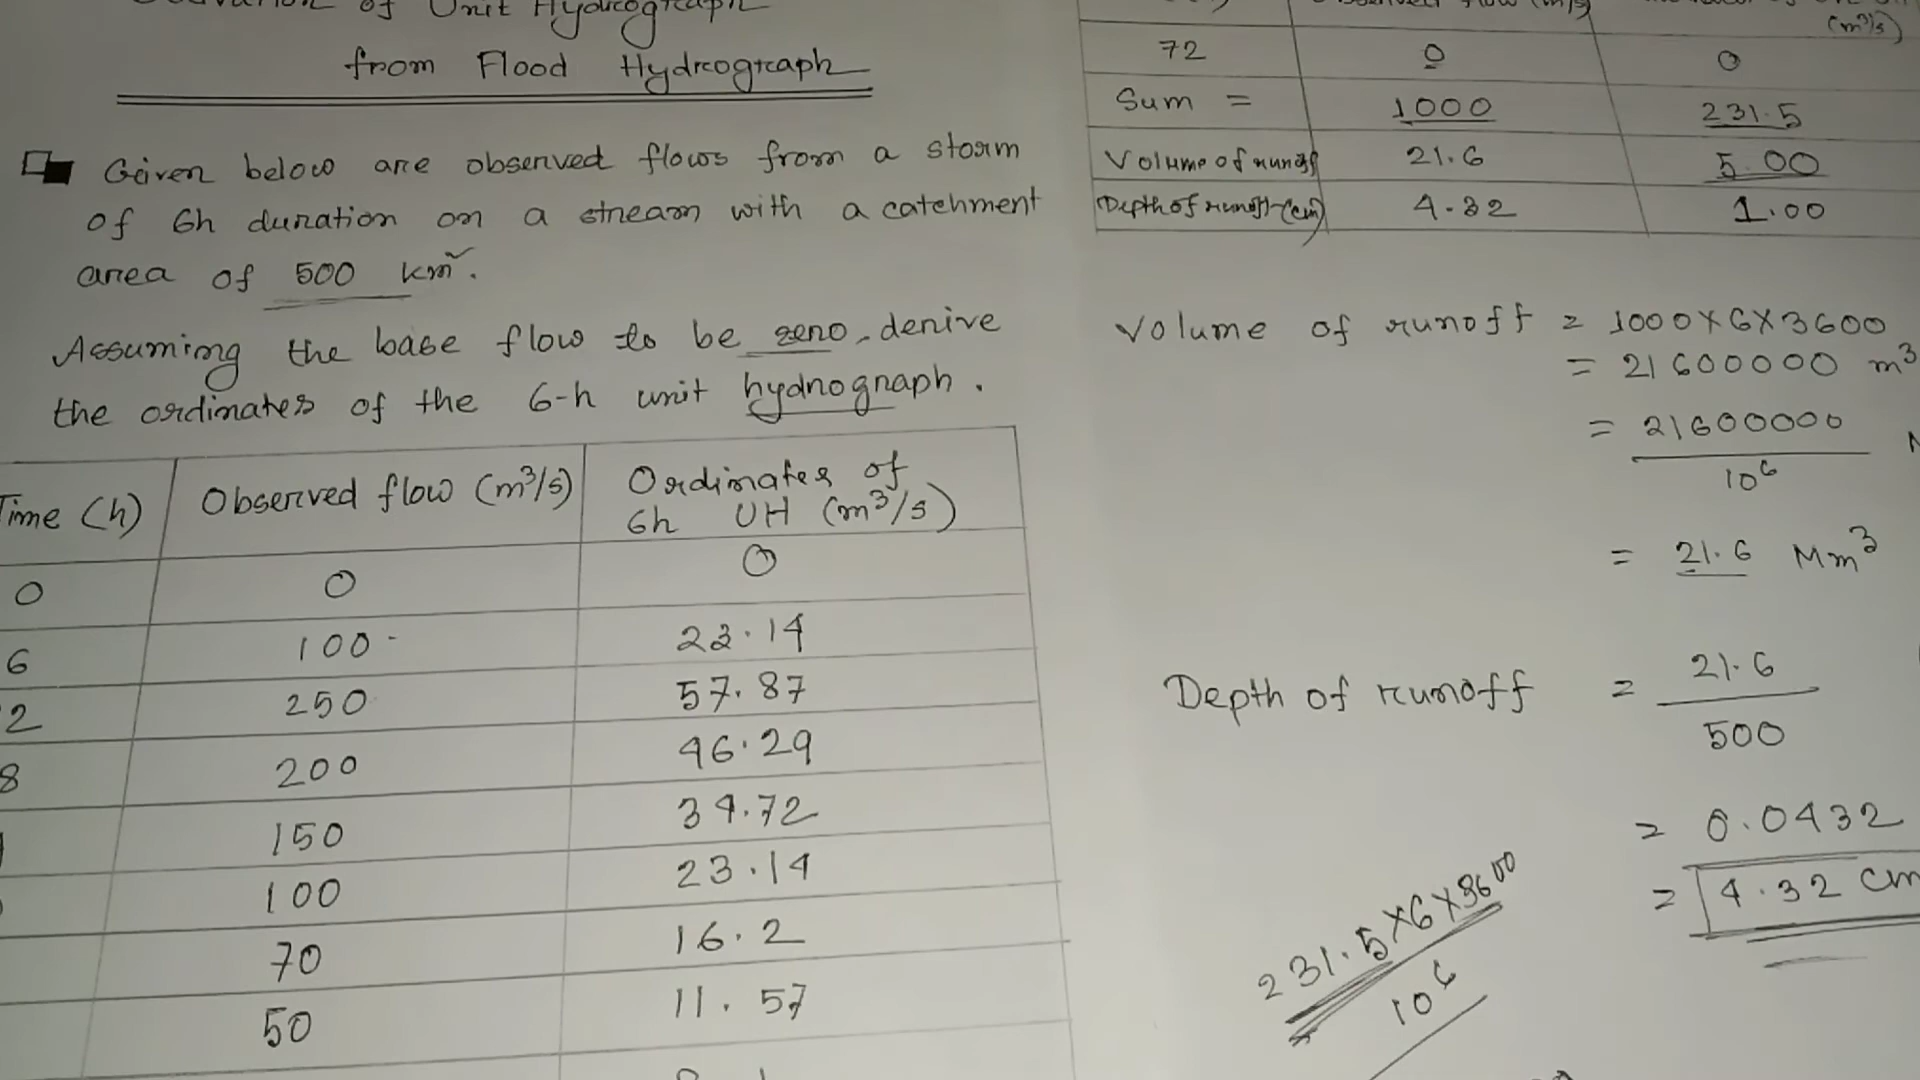 of Unit Hydrograph
from Flood Hydrograph
Given below are observed flows from a storm
of 6h duration on a stream with a catchment
area of 500 km².
Assuming the base flow to be zero, derive
the ordinates of the 6-h unit hydrograph.
Time (h) Observed flow (m³/s) Ordinates of
6h UH (m³/s)
0 0 0
6 100 23.14
2 250 57.87
8 200 46.29
150 34.72
100 23.14
70 16.2
50 11.57
(m³/s)
72 0 0
Sum = 1000 231.5
Volume of runoff 21.6 5.00
Depth of runoff (cm) 4.32 1.00
Volume of runoff = 1000×6×3600
= 21600000 m³
= 21600000
10⁶
= 21.6 Mm³
Depth of runoff = 21.6
500
= 0.0432
= 4.32 cm
231.5×6×3600
10⁶